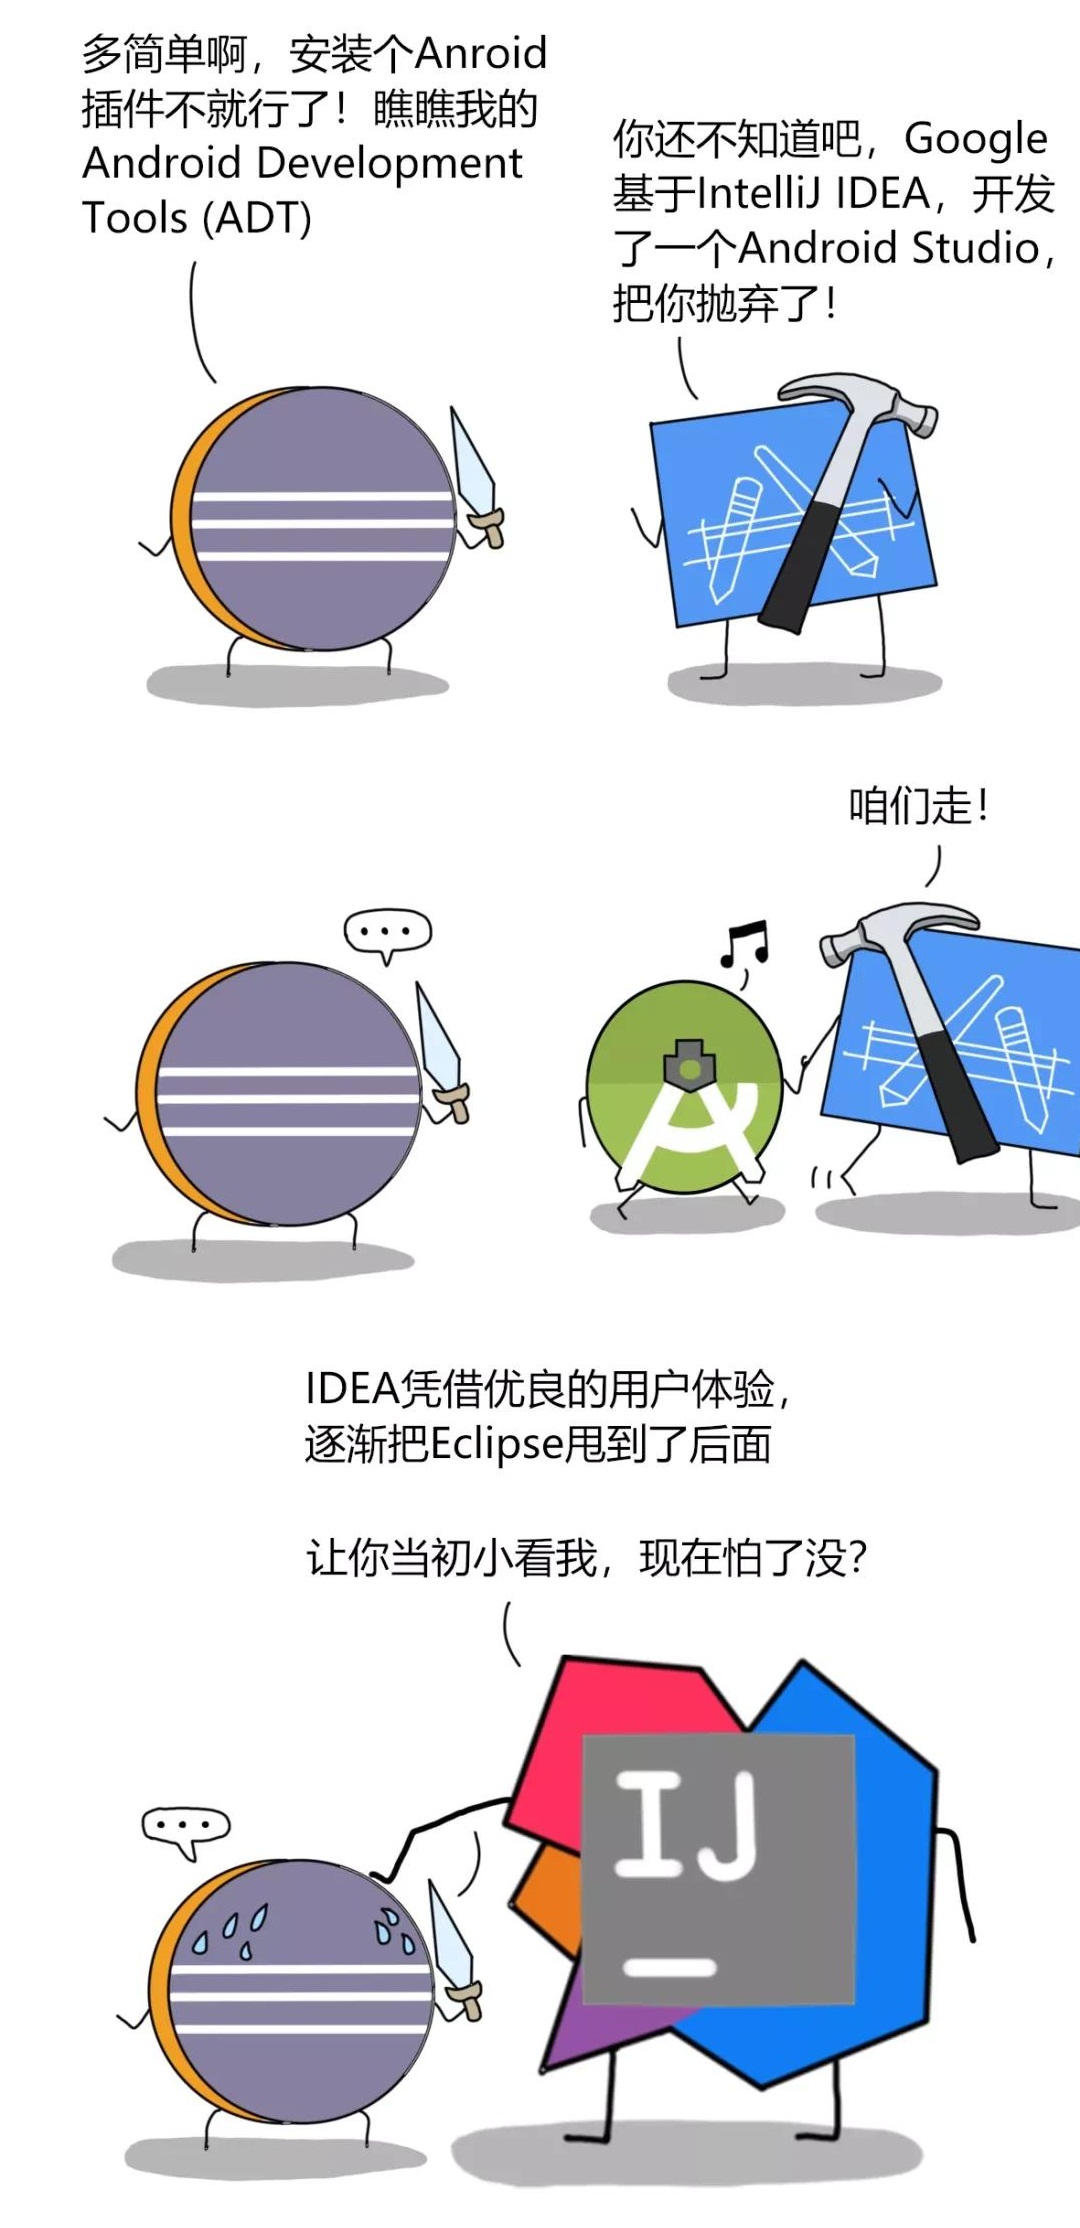 多简单啊，安装个Anroid
插件不就行了！瞧瞧我的
Android Development
Tools (ADT)
你还不知道吧，Google
基于IntelliJ IDEA，开发
了一个Android Studio，
把你抛弃了！
咱们走！
IDEA凭借优良的用户体验，
逐渐把Eclipse甩到了后面
让你当初小看我，现在怕了没？
IJ